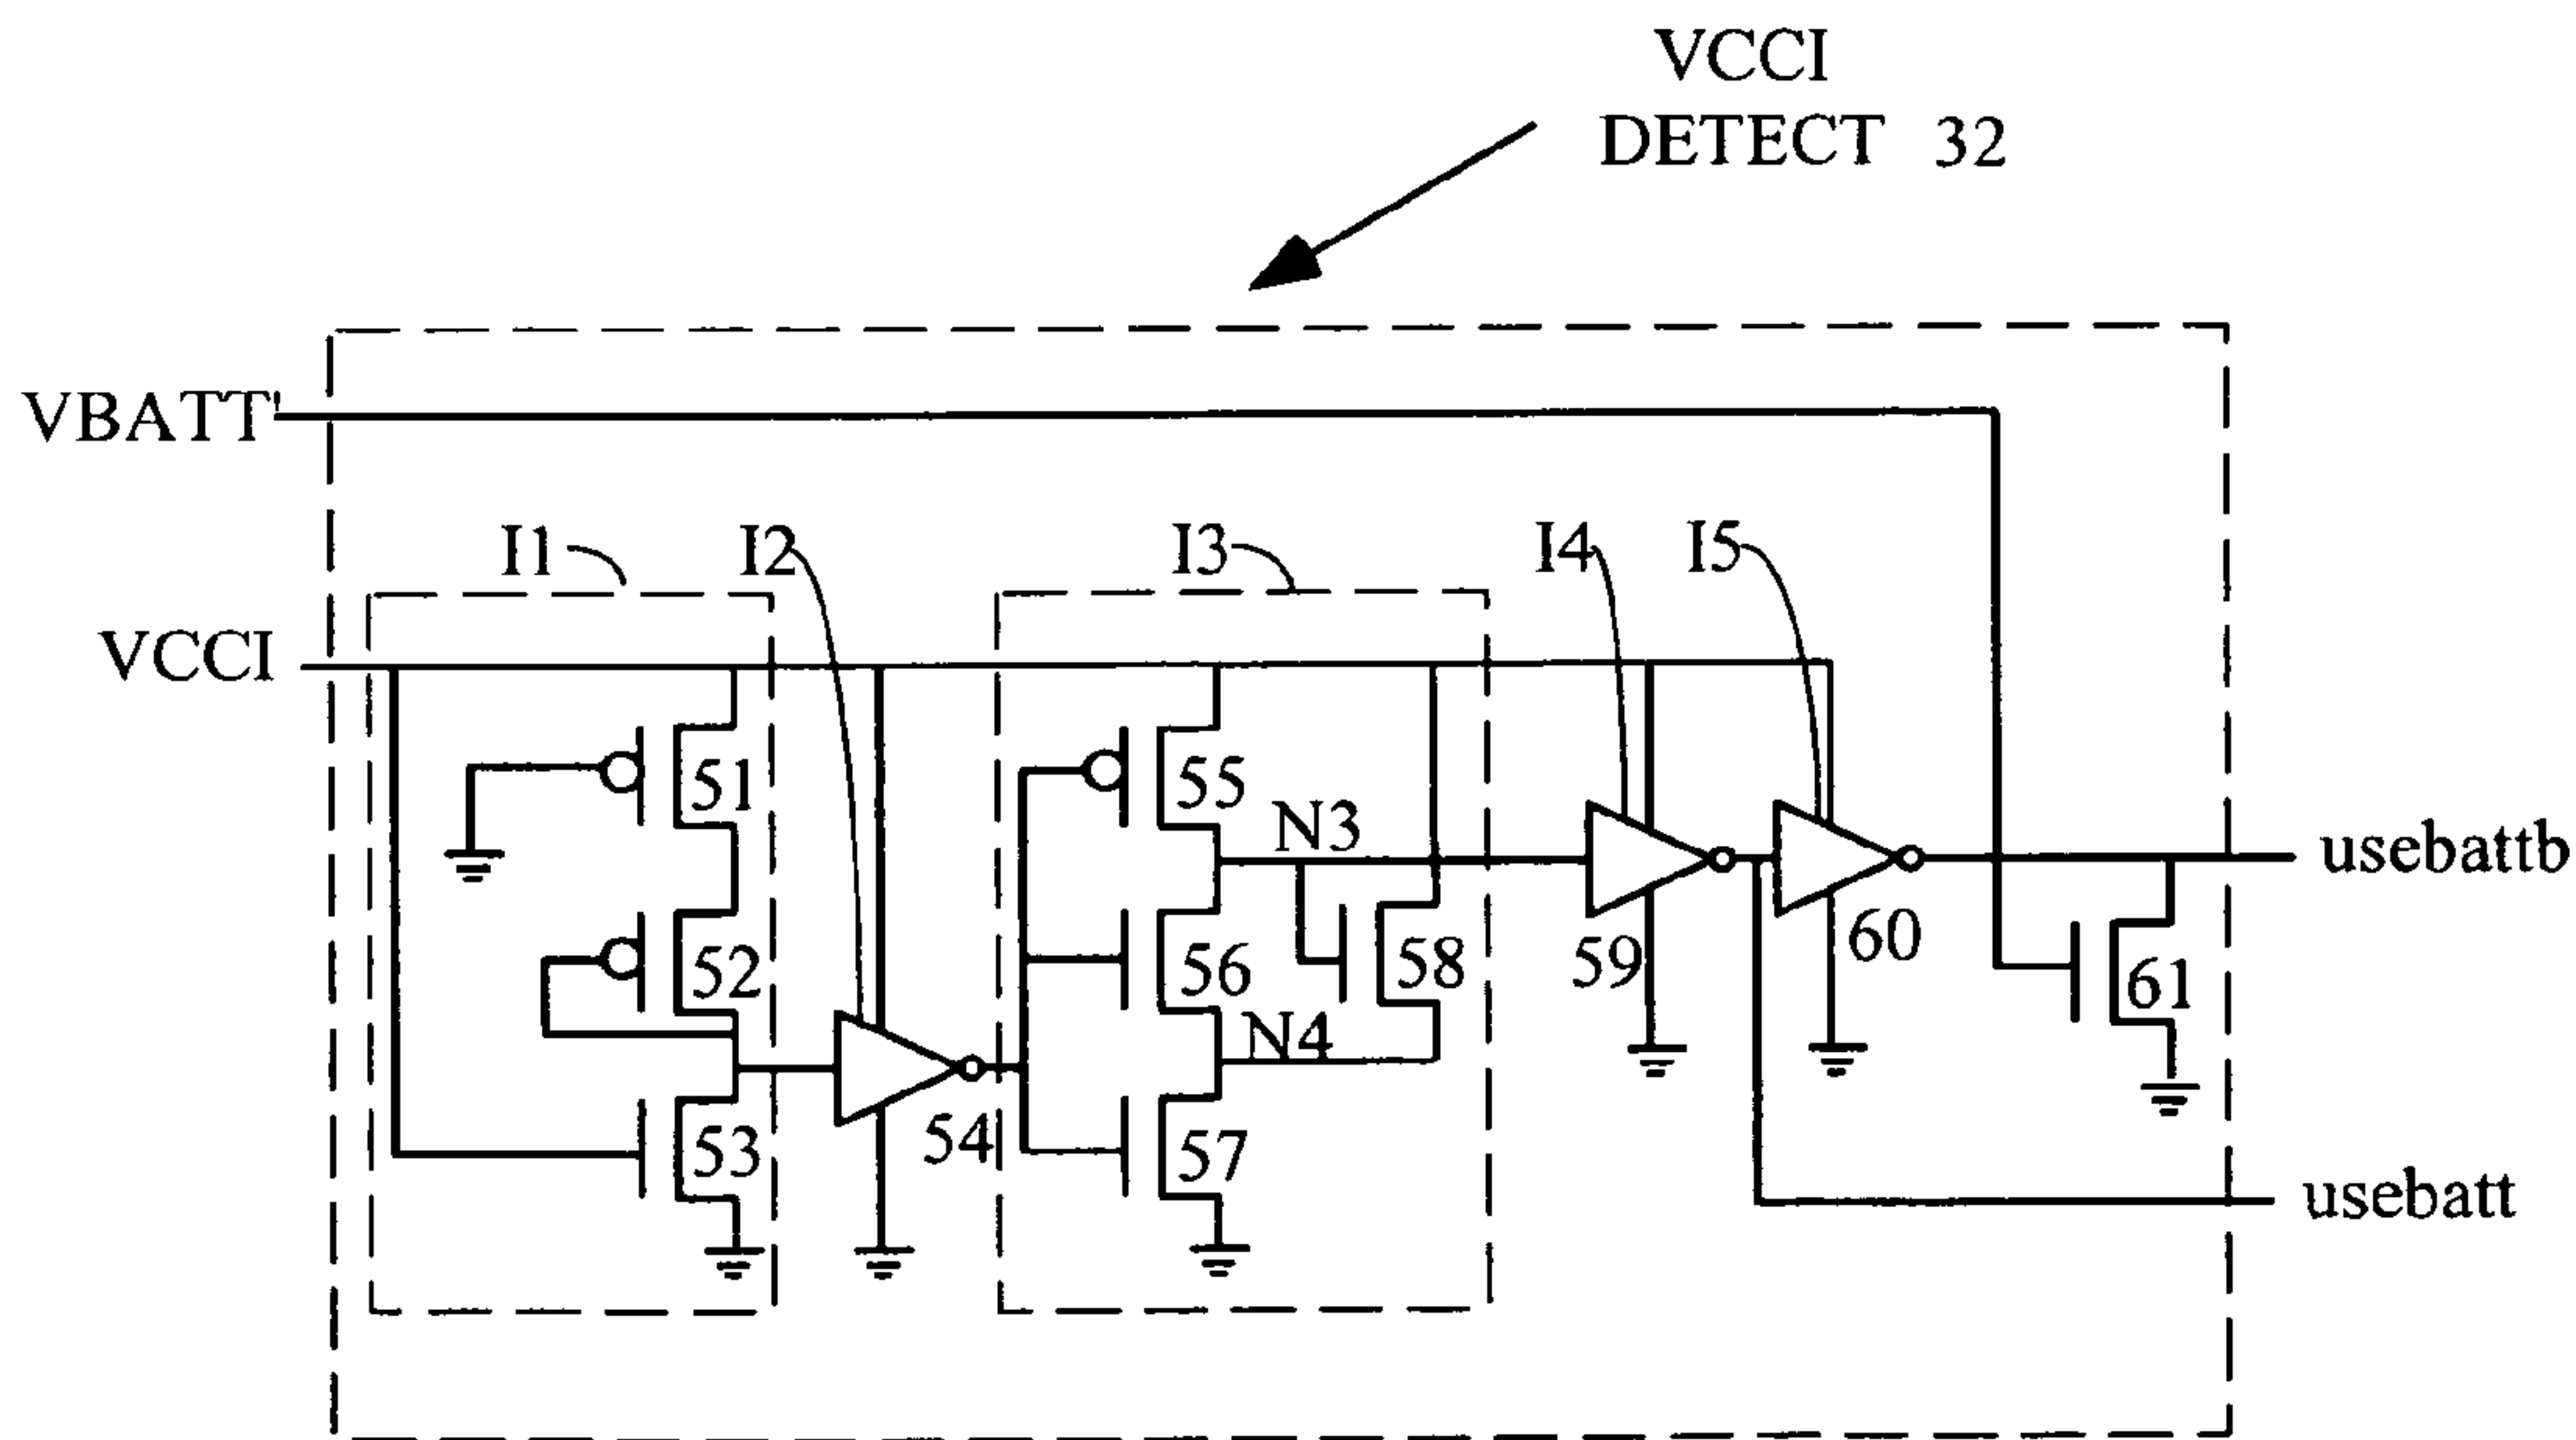 VCCI
DETECT 32
VBATT
I1
I2
I3
I4
I5
VCCI
51
55
N3
usebattb
52
56
58
59
60
61
N4
53
54
57
usebatt